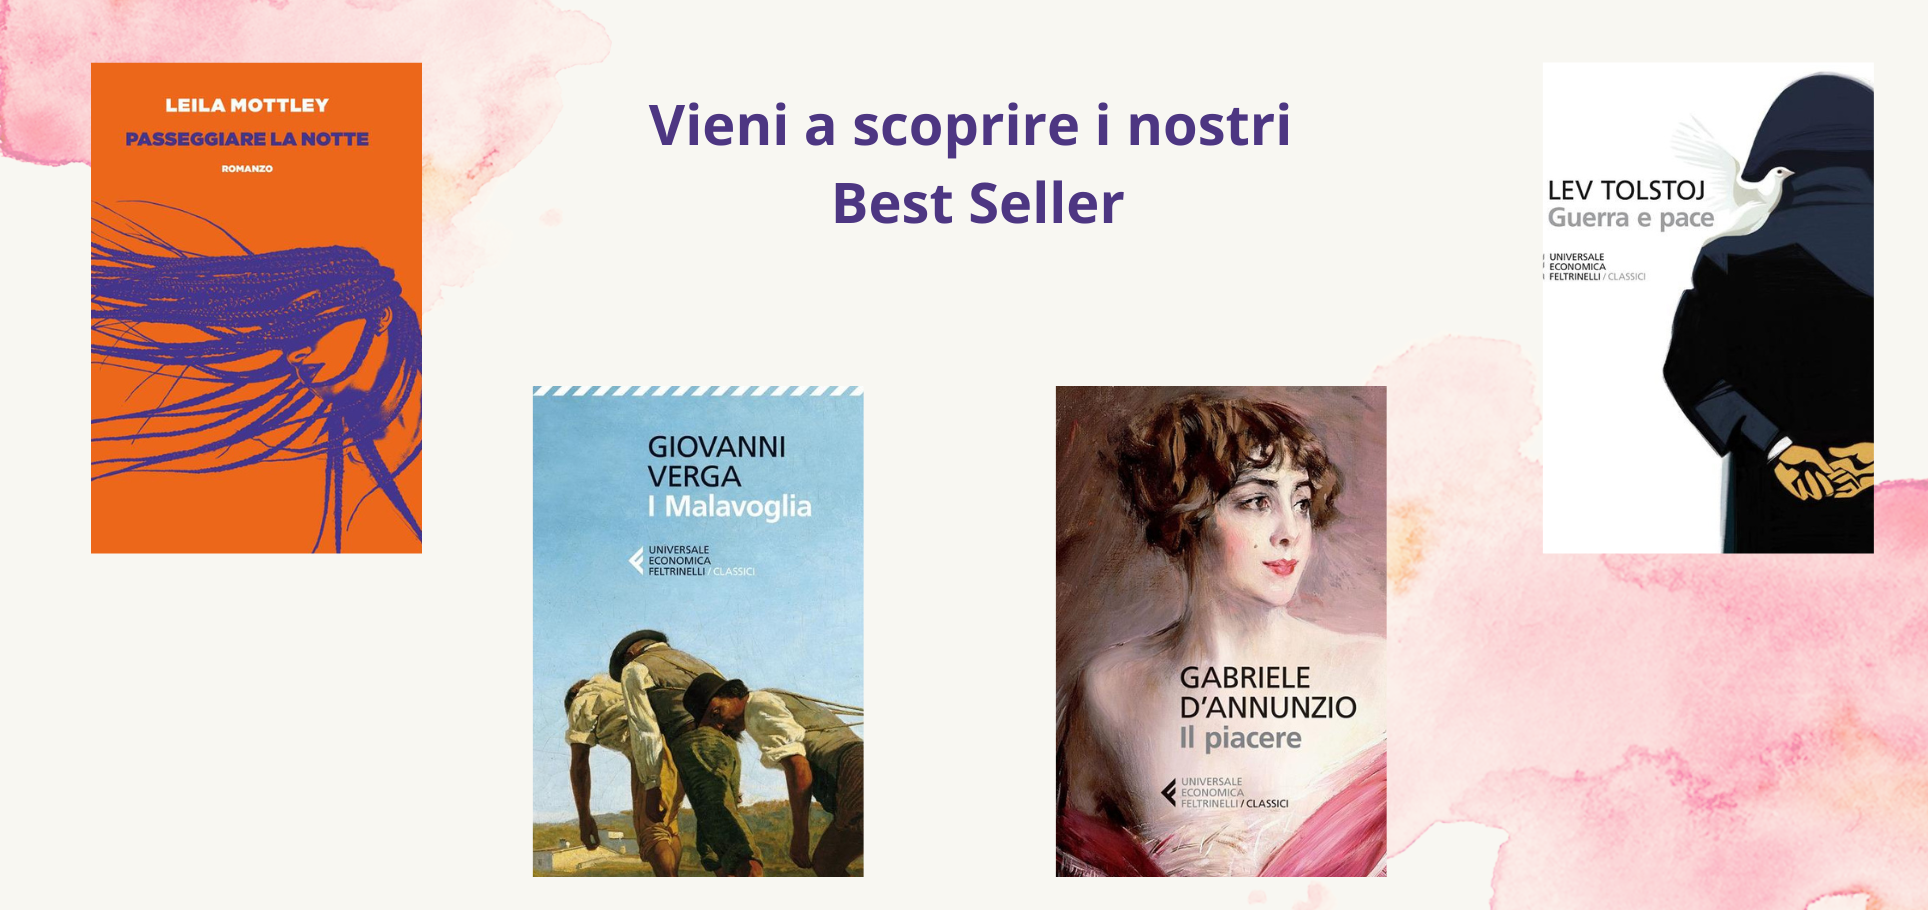 LEILA MOTTLEY
PASSEGGIARE LA NOTTE
ROMANZO
Vieni a scoprire i nostri
Best Seller
LEV TOLSTOJ
Guerra e pace
UNIVERSALE
ECONOMICA
FELTRINELLI / CLASSICI
GIOVANNI
VERGA
I Malavoglia
UNIVERSALE
ECONOMICA
FELTRINELLI / CLASSICI
GABRIELE
D'ANNUNZIO
Il piacere
UNIVERSALE
ECONOMICA
FELTRINELLI / CLASSICI